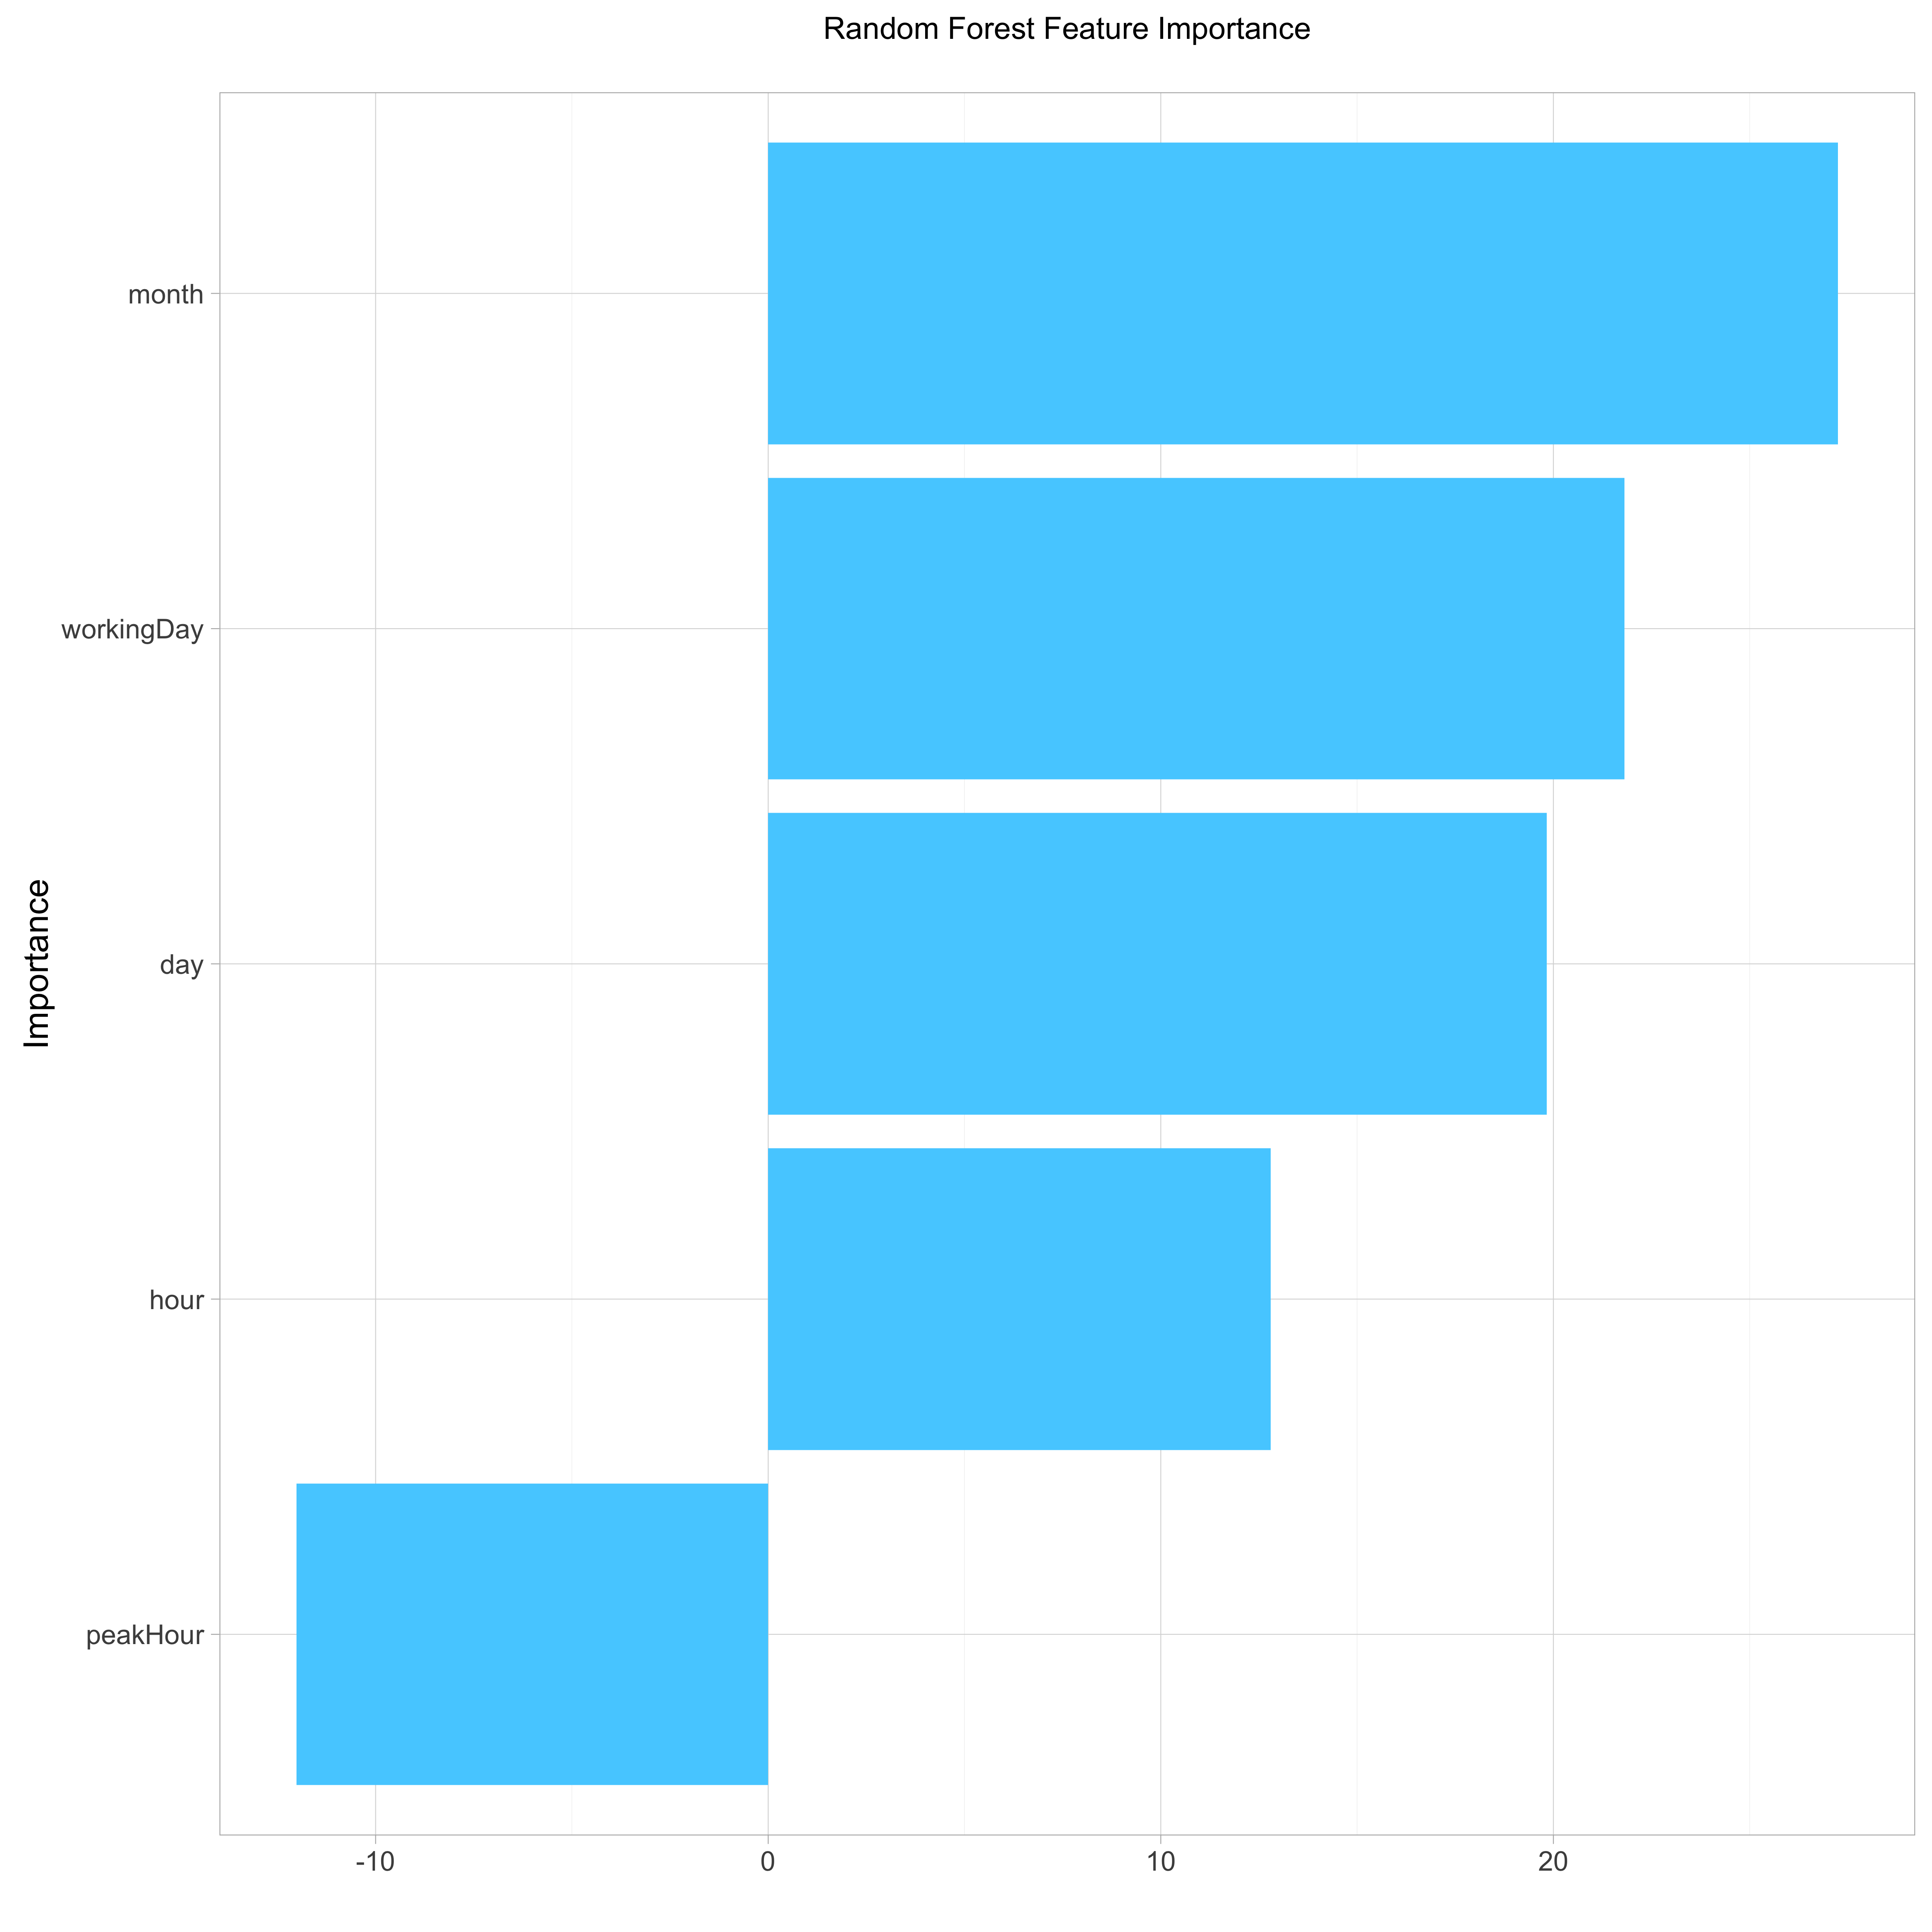 Random Forest Feature Importance
month
workingDay
day
hour
peakHour
Importance
-10 0 10 20